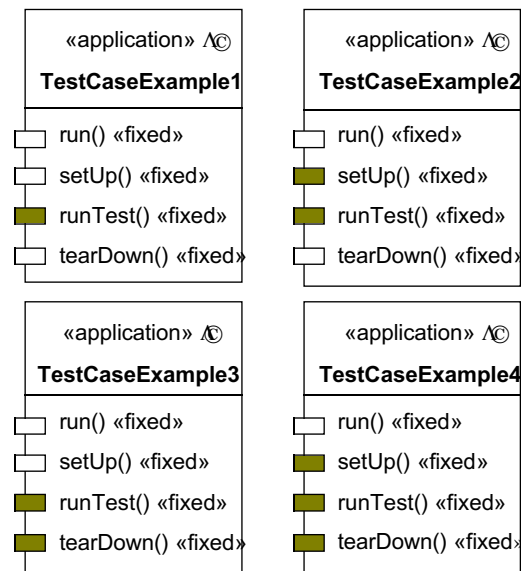 «application»
TestCaseExample1
run() «fixed»
setUp() «fixed»
runTest() «fixed»
tearDown() «fixed»
«application»
TestCaseExample2
run() «fixed»
setUp() «fixed»
runTest() «fixed»
tearDown() «fixed»
«application»
TestCaseExample3
run() «fixed»
setUp() «fixed»
runTest() «fixed»
tearDown() «fixed»
«application»
TestCaseExample4
run() «fixed»
setUp() «fixed»
runTest() «fixed»
tearDown() «fixed»